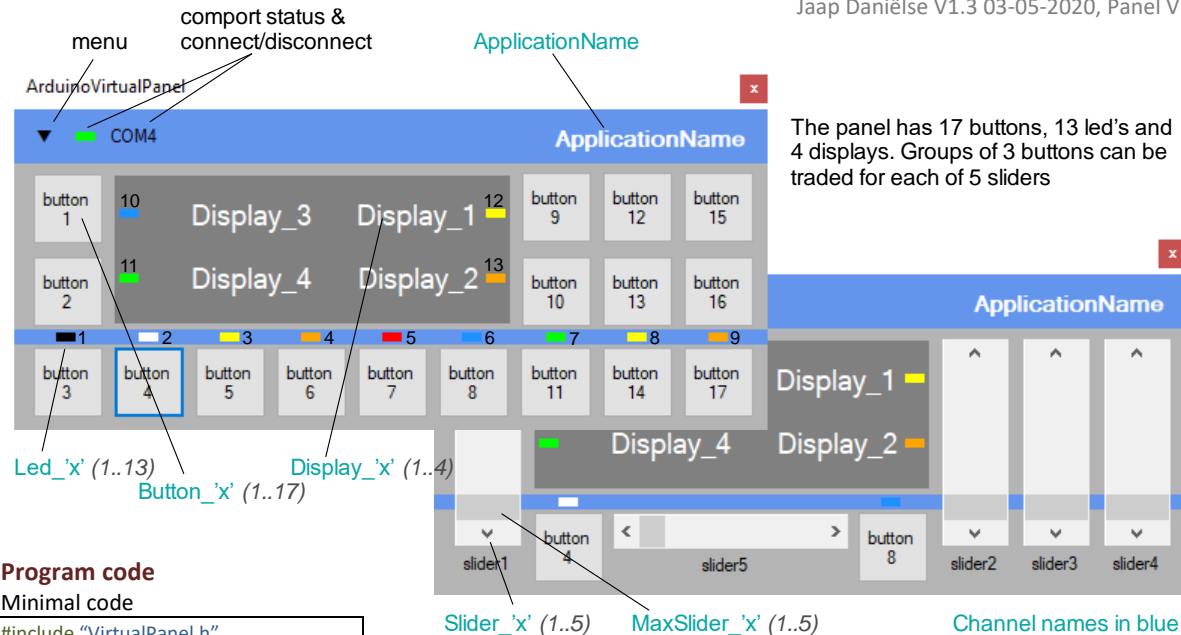 Jaap Daniëlse V1.3 03-05-2020, Panel V
comport status &
connect/disconnect
menu
ApplicationName
ArduinoVirtualPanel
x
COM4
ApplicationName
The panel has 17 buttons, 13 led's and
4 displays. Groups of 3 buttons can be
traded for each of 5 sliders
button 1
10
Display_3
Display_1
12
button 9
button 12
button 15
button 2
11
Display_4
Display_2
13
button 10
button 13
button 16
1
2
3
4
5
6
7
8
9
button 3
button 4
button 5
button 6
button 7
button 8
button 11
button 14
button 17
x
ApplicationName
Display_1
Display_4
Display_2
Led_'x' (1..13)
Display_'x' (1..4)
Button_'x' (1..17)
slider1
button 4
slider5
button 8
slider2
slider3
slider4
Slider_'x' (1..5)
MaxSlider_'x' (1..5)
Channel names in blue
Program code
Minimal code
#include "VirtualPanel.h"